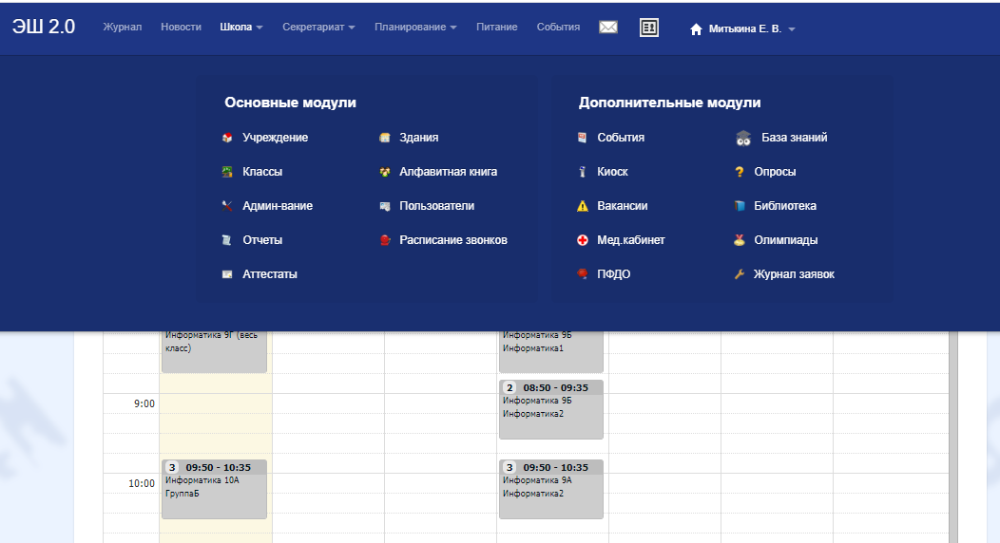 ЭШ 2.0 Журнал Новости Школа Секретариат Планирование Питание События Митькина Е. В.
Основные модули
Учреждение Здания
Классы Алфавитная книга
Админ-вание Пользователи
Отчеты Расписание звонков
Аттестаты
Дополнительные модули
События База знаний
Киоск Опросы
Вакансии Библиотека
Мед.кабинет Олимпиады
ПФДО Журнал заявок
Информатика 9Г (весь
класс)
Информатика 9Б
Информатика1
9:00
2 08:50 - 09:35
Информатика 9Б
Информатика2
10:00
3 09:50 - 10:35
Информатика 10А
ГруппаБ
3 09:50 - 10:35
Информатика 9А
Информатика2